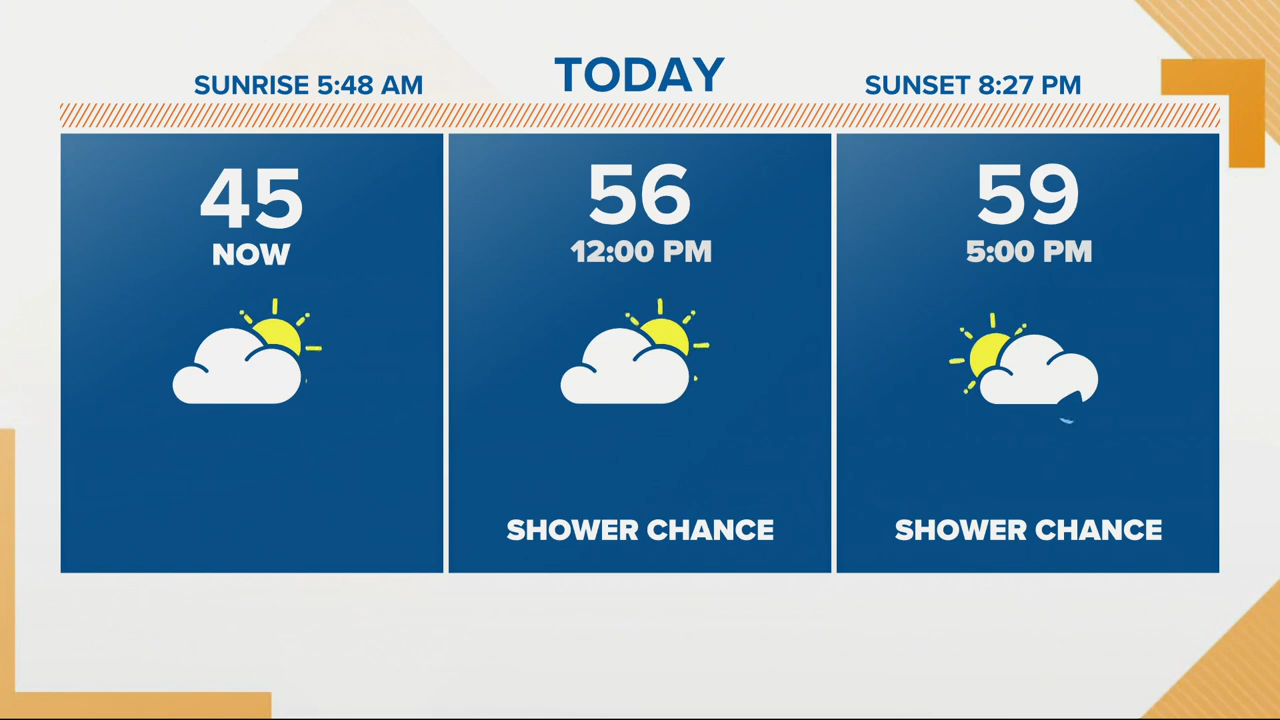 TODAY
SUNRISE 5:48 AM
SUNSET 8:27 PM
45
NOW
56
12:00 PM
SHOWER CHANCE
59
5:00 PM
SHOWER CHANCE